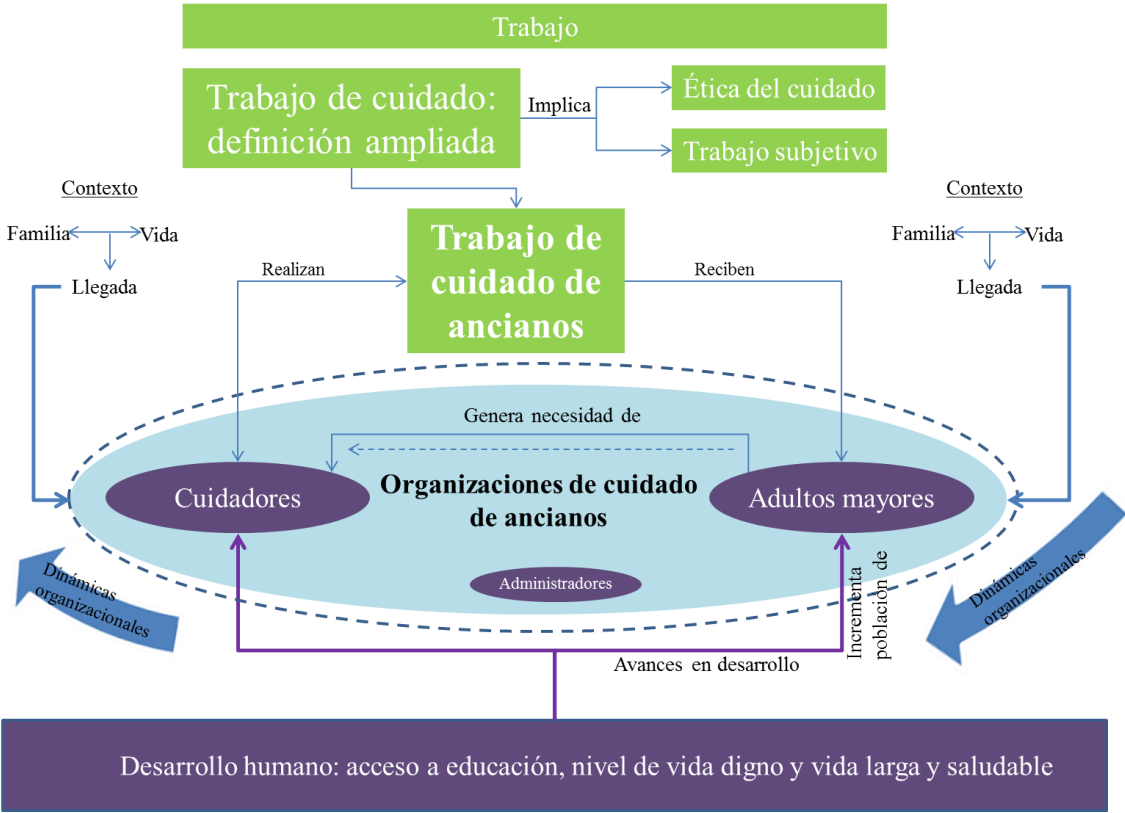 Trabajo
Trabajo de cuidado:
definición ampliada
Implica
Ética del cuidado
Trabajo subjetivo
Contexto
Familia
Vida
Llegada
Contexto
Familia
Vida
Llegada
Trabajo de
cuidado de
ancianos
Realizan
Reciben
Genera necesidad de
Cuidadores
Organizaciones de cuidado
de ancianos
Adultos mayores
Administradores
Dinámicas
organizacionales
Dinámicas
organizacionales
Incrementa
población de
Avances en desarrollo
Desarrollo humano: acceso a educación, nivel de vida digno y vida larga y saludable